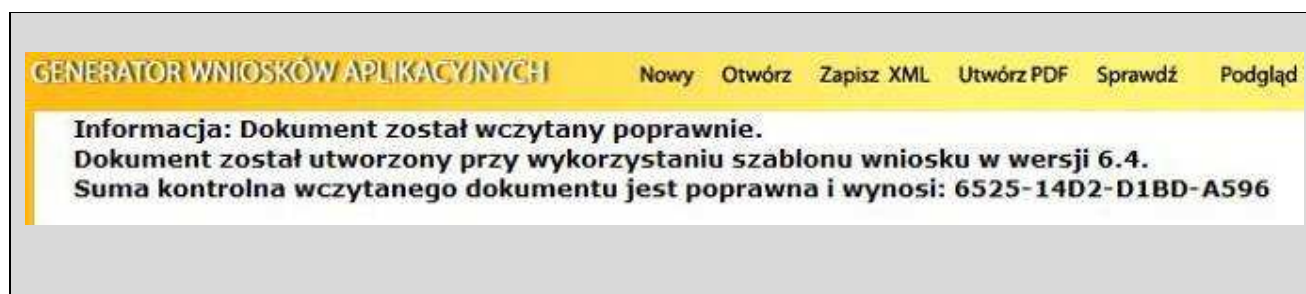 GENERATOR WNIOSKÓW APLIKACYJNYCH Nowy Otwórz Zapisz XML Utwórz PDF Sprawdź Podgląd
Informacja: Dokument został wczytany poprawnie.
Dokument został utworzony przy wykorzystaniu szablonu wniosku w wersji 6.4.
Suma kontrolna wczytanego dokumentu jest poprawna i wynosi: 6525-14D2-D1BD-A596